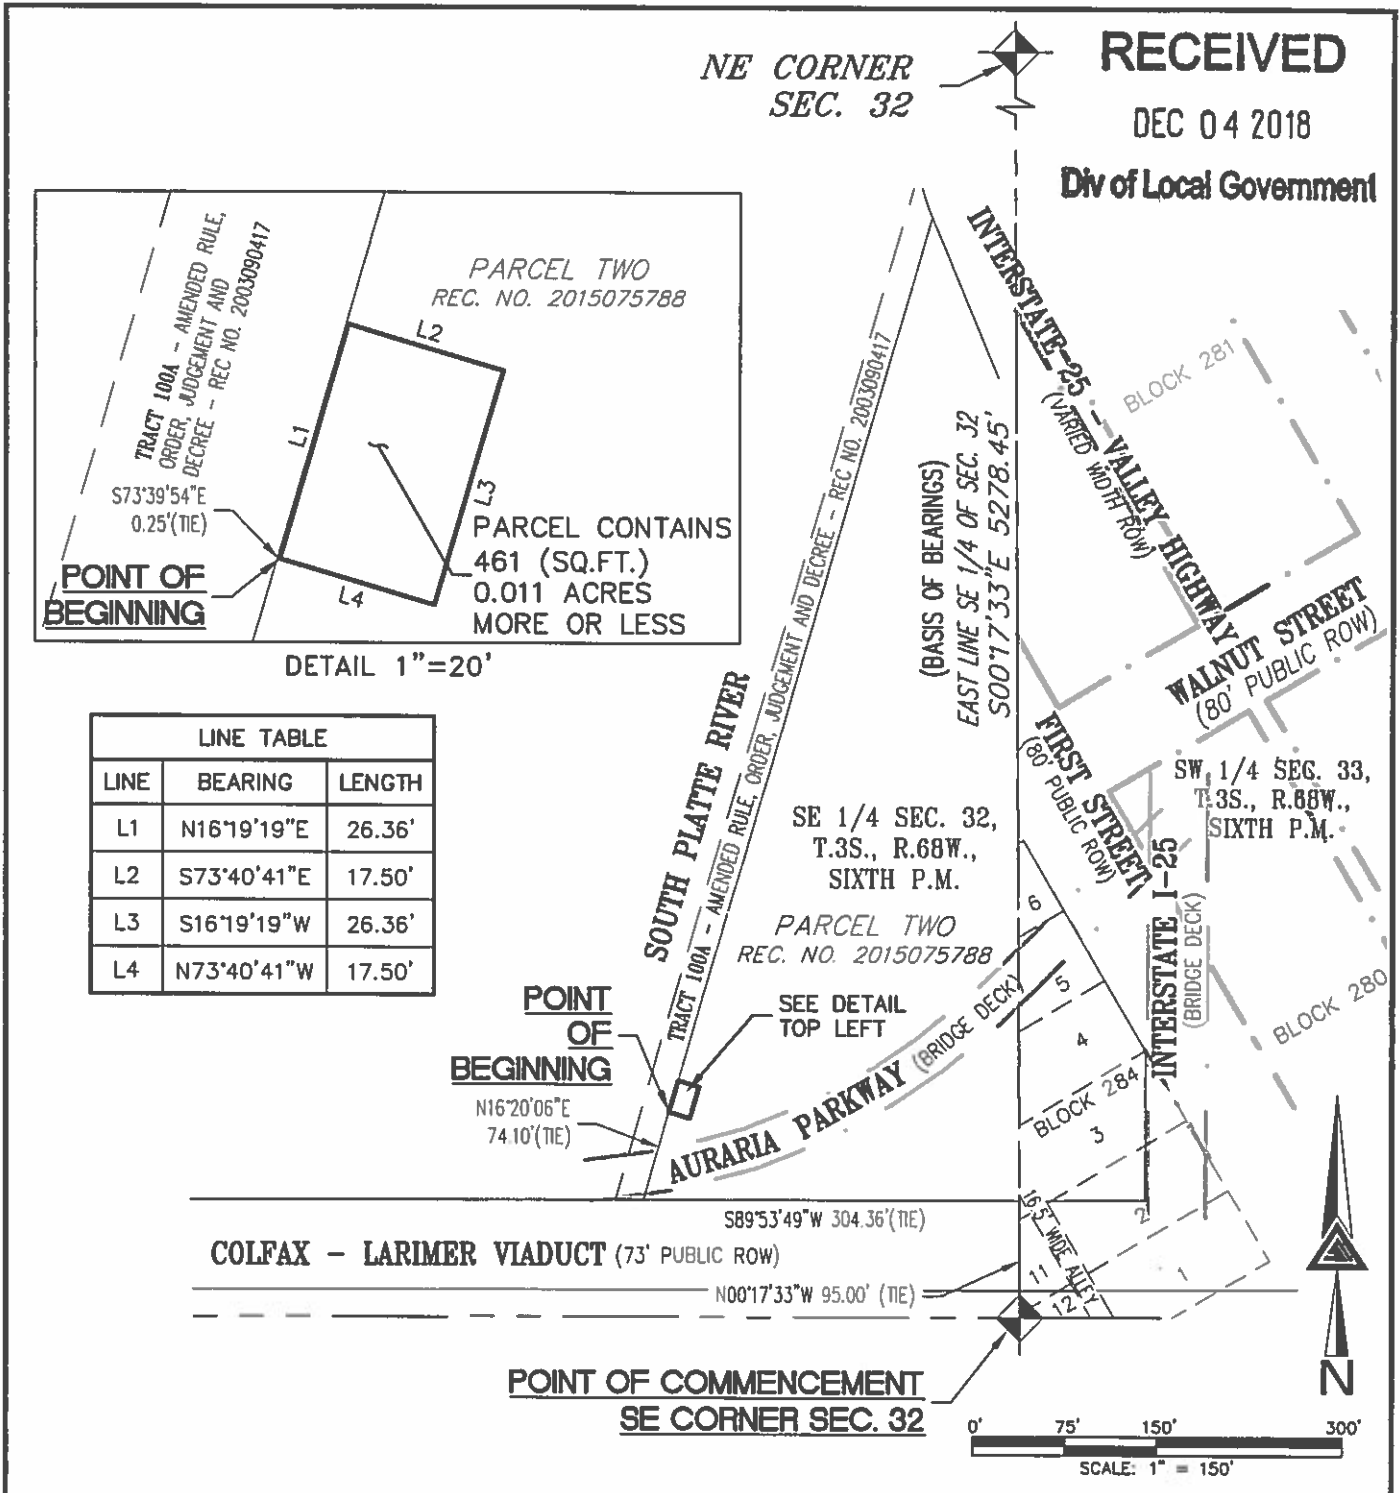 NE CORNER
SEC. 32
RECEIVED
DEC 04 2018
Div of Local Government
TRACT 100A - AMENDED RULE,
ORDER, JUDGEMENT AND
DECREE - REC NO. 2003090417
PARCEL TWO
REC. NO. 2015075788
L2
L1
L3
L4
S73°39'54"E
0.25'(TIE)
POINT OF
BEGINNING
PARCEL CONTAINS
461 (SQ.FT.)
0.011 ACRES
MORE OR LESS
DETAIL 1"=20'
LINE TABLE
LINE BEARING LENGTH
L1 N16°19'19"E 26.36'
L2 S73°40'41"E 17.50'
L3 S16°19'19"W 26.36'
L4 N73°40'41"W 17.50'
SOUTH PLATTE RIVER
TRACT 100A - AMENDED RULE, ORDER, JUDGEMENT AND DECREE - REC NO. 2003090417
(BASIS OF BEARINGS)
EAST LINE SE 1/4 OF SEC. 32
S00°17'33"E 5278.45'
INTERSTATE-25 - VALLEY HIGHWAY
(VARIED WIDTH ROW)
BLOCK 281
WALNUT STREET
(80' PUBLIC ROW)
FIRST STREET
(80' PUBLIC ROW)
SW 1/4 SEC. 33,
T.3S., R.68W.,
SIXTH P.M.
SE 1/4 SEC. 32,
T.3S., R.68W.,
SIXTH P.M.
PARCEL TWO
REC. NO. 2015075788
INTERSTATE I-25
(BRIDGE DECK)
BLOCK 280
POINT
OF
BEGINNING
SEE DETAIL
TOP LEFT
N16°20'06"E
74.10'(TIE)
AURARIA PARKWAY (BRIDGE DECK)
6
5
4
BLOCK 284
3
2
1
16.5' WIDE ALLEY
11
12
S89°53'49"W 304.36'(TIE)
COLFAX - LARIMER VIADUCT (73' PUBLIC ROW)
N00°17'33"W 95.00' (TIE)
POINT OF COMMENCEMENT
SE CORNER SEC. 32
N
0' 75' 150' 300'
SCALE: 1" = 150'